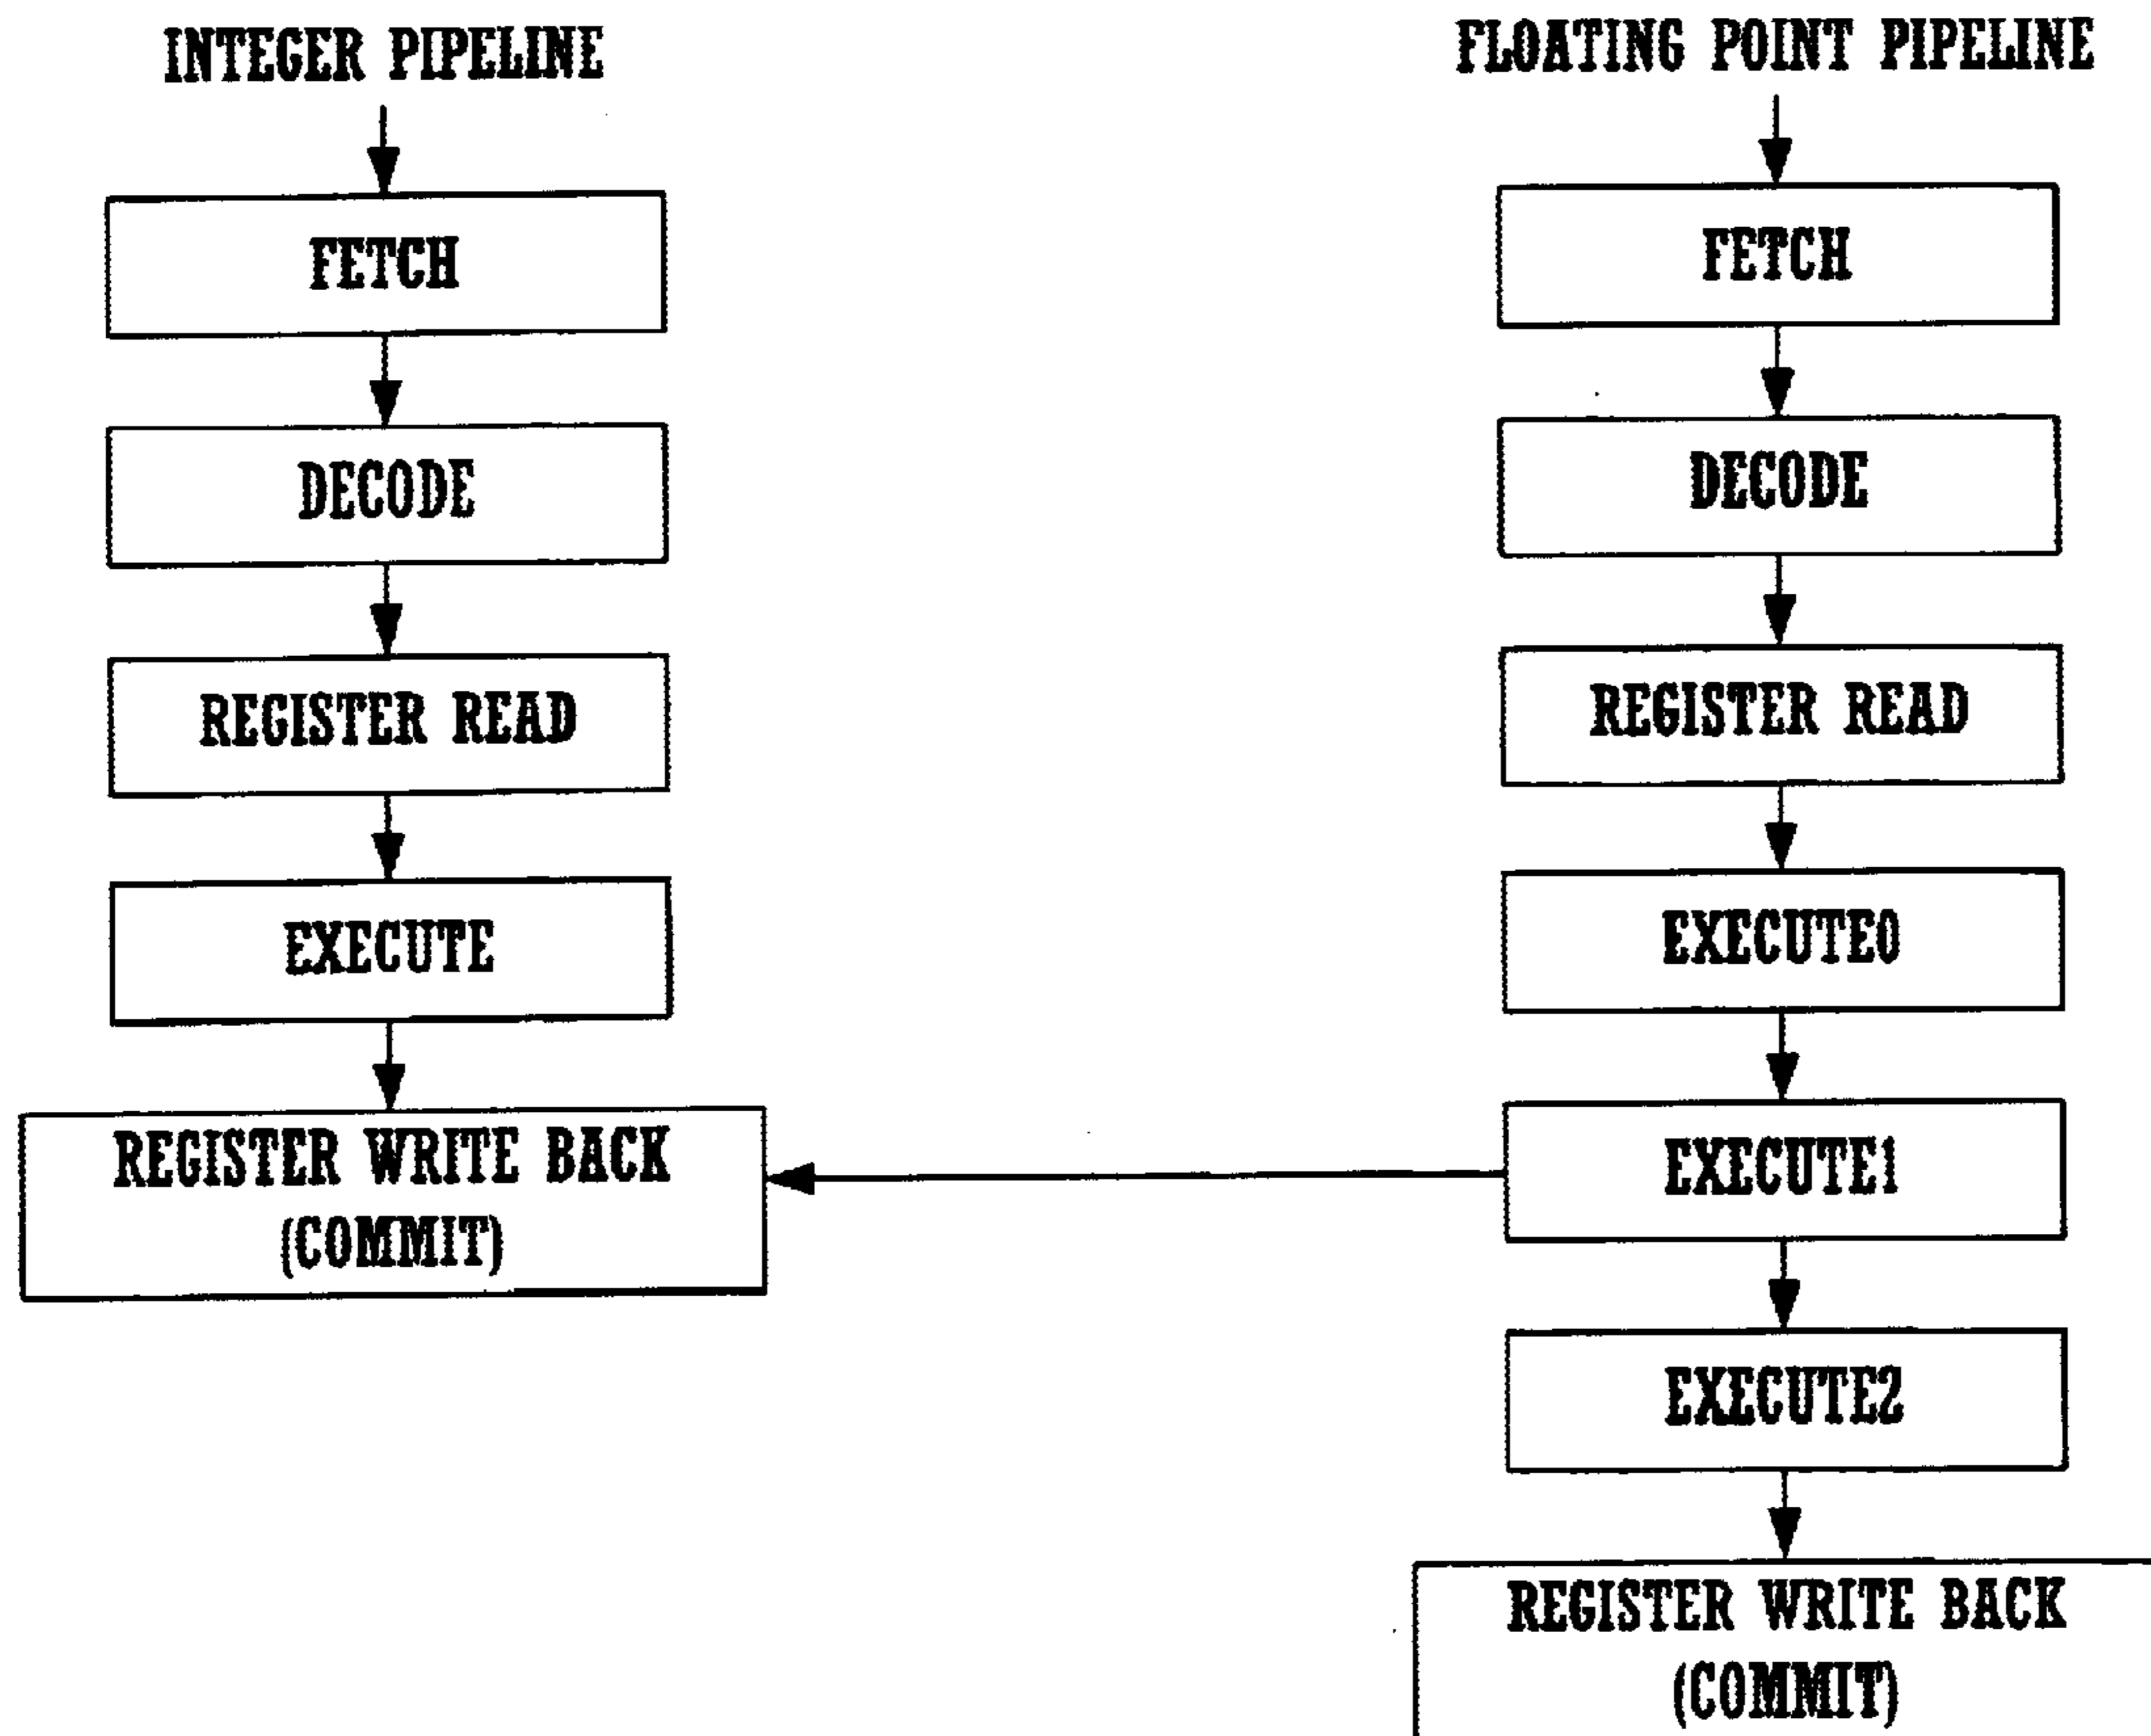 INTEGER PIPELINE
FETCH
DECODE
REGISTER READ
EXECUTE
REGISTER WRITE BACK
(COMMIT)
FLOATING POINT PIPELINE
FETCH
DECODE
REGISTER READ
EXECUTE0
EXECUTE1
EXECUTE2
REGISTER WRITE BACK
(COMMIT)